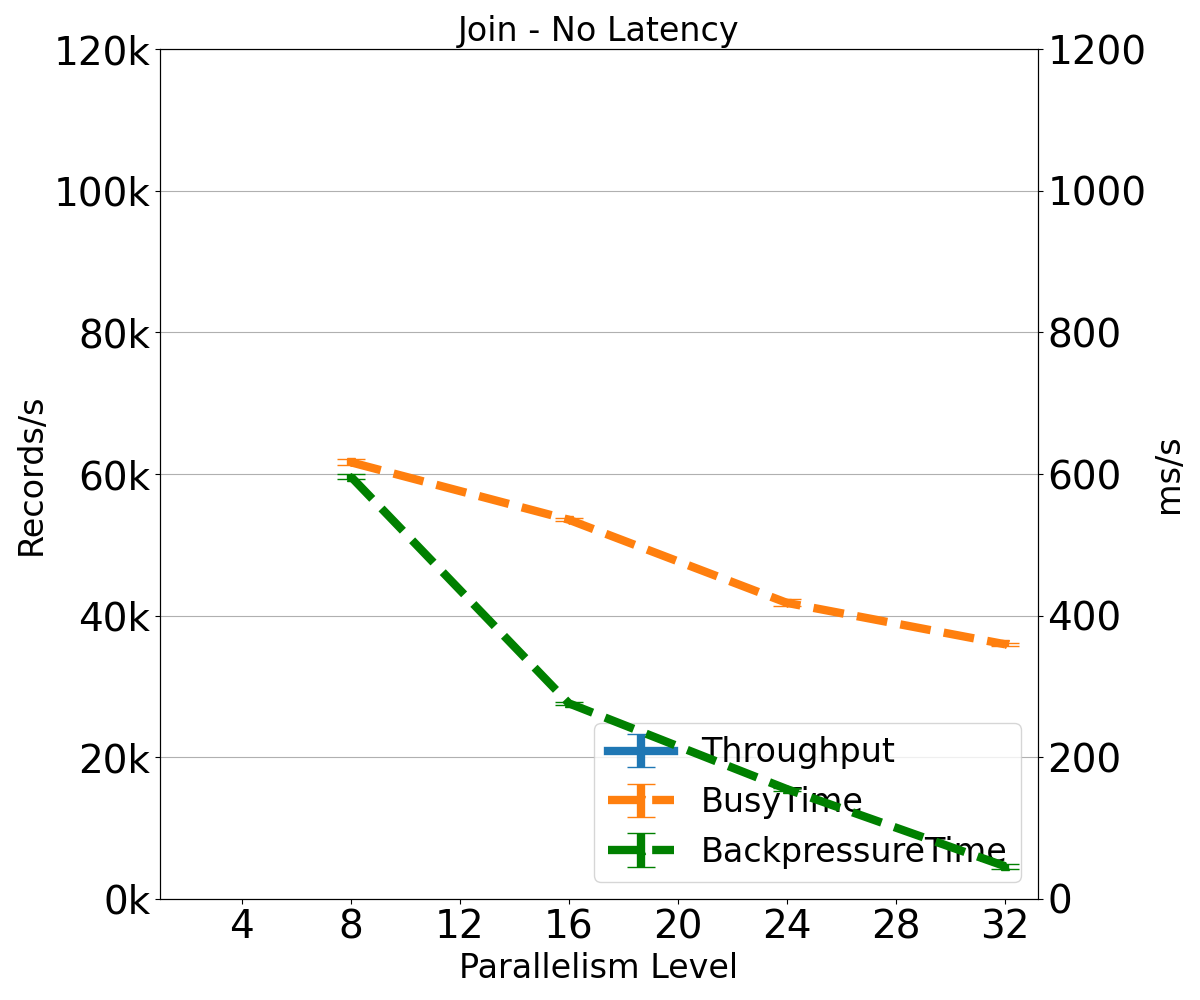 Join - No Latency
120k
100k
80k
60k
40k
20k
0k
Records/s
1200
1000
800
600
400
200
0
ms/s
Throughput
BusyTime
BackpressureTime
4 8 12 16 20 24 28 32
Parallelism Level